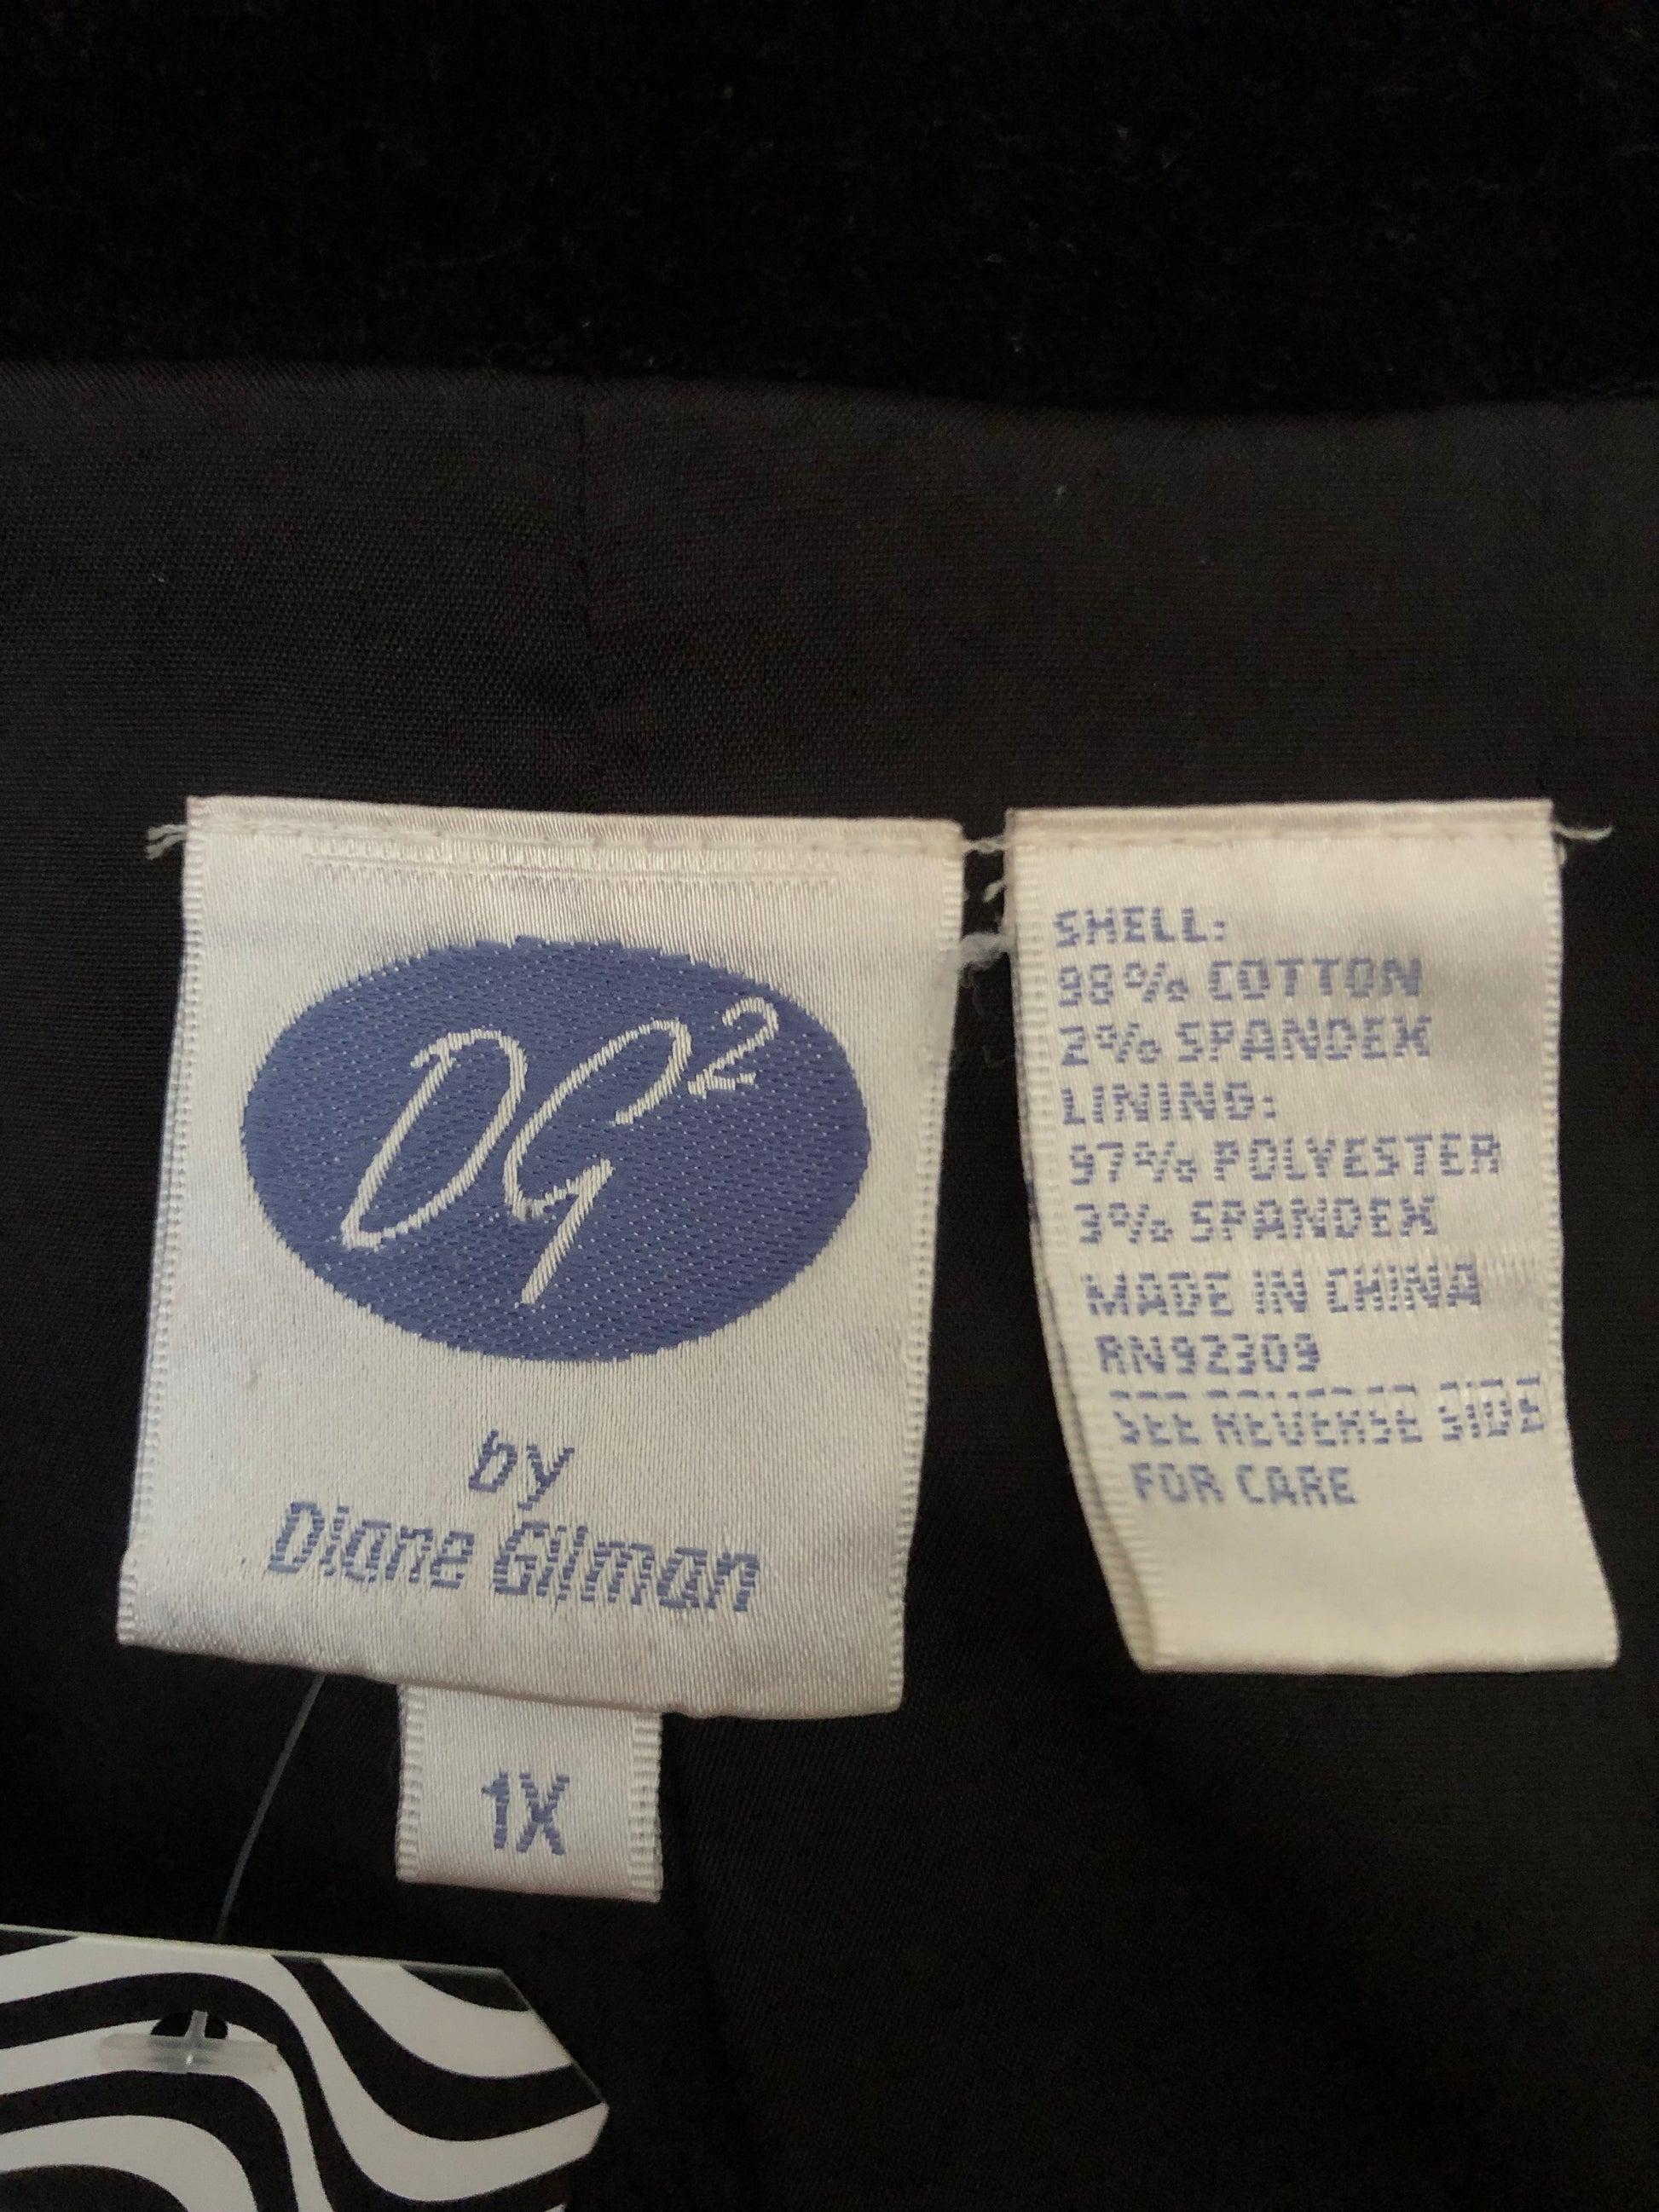 DG²
by
Diane Gilman
1X
SHELL:
98% COTTON
2% SPANDEX
LINING:
97% POLYESTER
3% SPANDEX
MADE IN CHINA
RN92309
SEE REVERSE SIDE
FOR CARE